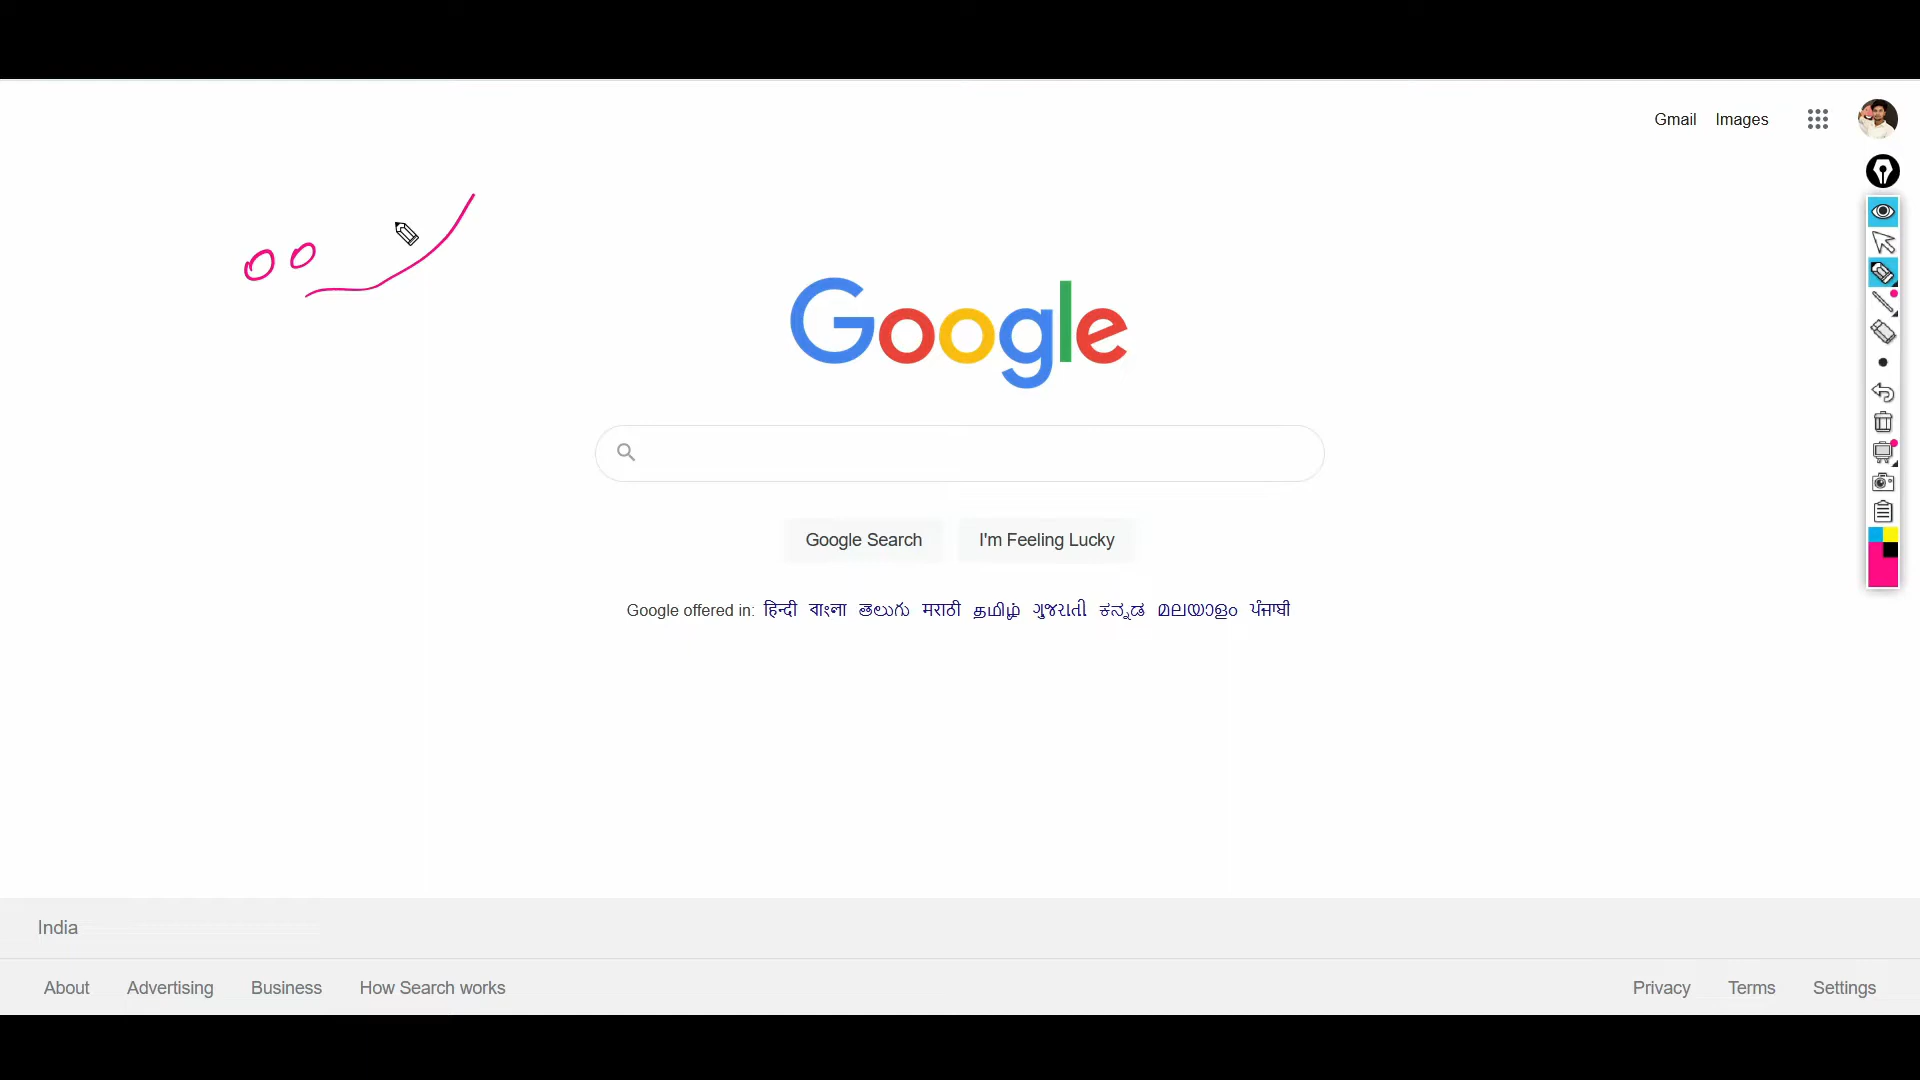 Gmail Images
Google
Google Search I'm Feeling Lucky
Google offered in: हिन्दी বাংলা తెలుగు मराठी தமிழ் ગુજરાતી ಕನ್ನಡ മലയാളം ਪੰਜਾਬੀ
India
About Advertising Business How Search works Privacy Terms Settings